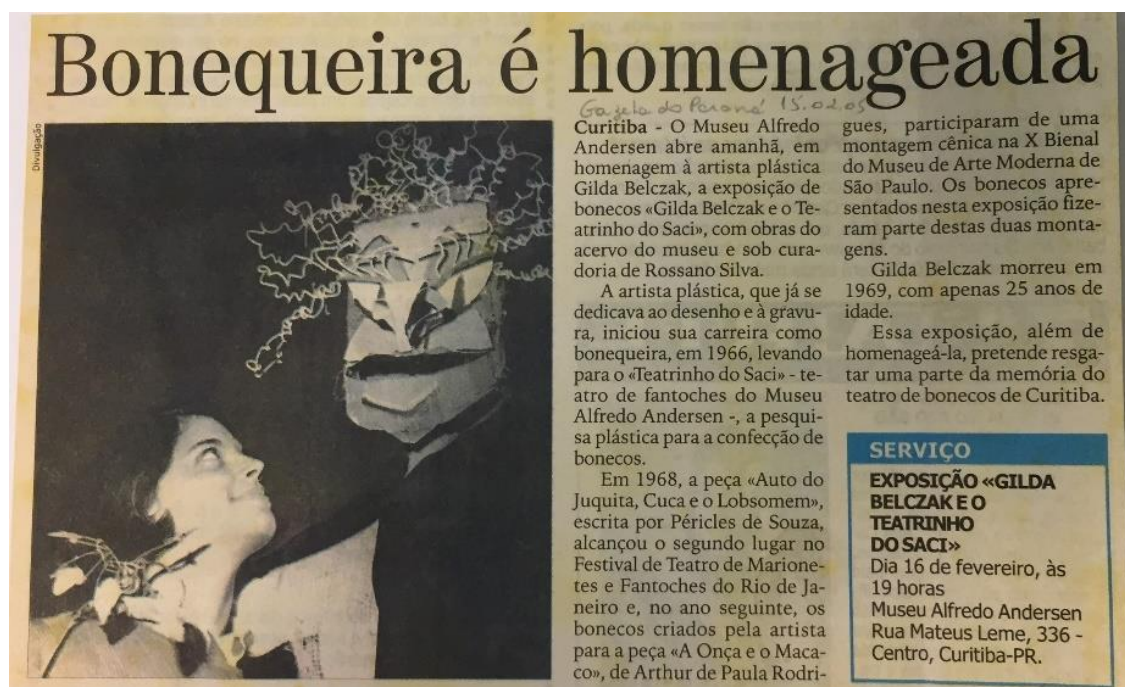 Bonequeira é homenageada
Gazeta do Paraná 15.02.05
Divulgação
Curitiba - O Museu Alfredo
Andersen abre amanhã, em
homenagem à artista plástica
Gilda Belczak, a exposição de
bonecos «Gilda Belczak e o Te-
atrinho do Saci», com obras do
acervo do museu e sob cura-
doria de Rossano Silva.
A artista plástica, que já se
dedicava ao desenho e à gravu-
ra, iniciou sua carreira como
bonequeira, em 1966, levando
para o «Teatrinho do Saci» - te-
atro de fantoches do Museu
Alfredo Andersen -, a pesqui-
sa plástica para a confecção de
bonecos.
Em 1968, a peça «Auto do
Juquita, Cuca e o Lobsomem»,
escrita por Péricles de Souza,
alcançou o segundo lugar no
Festival de Teatro de Marione-
tes e Fantoches do Rio de Ja-
neiro e, no ano seguinte, os
bonecos criados pela artista
para a peça «A Onça e o Maca-
co», de Arthur de Paula Rodri-
gues, participaram de uma
montagem cênica na X Bienal
do Museu de Arte Moderna de
São Paulo. Os bonecos apre-
sentados nesta exposição fize-
ram parte destas duas monta-
gens.
Gilda Belczak morreu em
1969, com apenas 25 anos de
idade.
Essa exposição, além de
homenageá-la, pretende resga-
tar uma parte da memória do
teatro de bonecos de Curitiba.
SERVIÇO
EXPOSIÇÃO «GILDA
BELCZAK E O
TEATRINHO
DO SACI»
Dia 16 de fevereiro, às
19 horas
Museu Alfredo Andersen
Rua Mateus Leme, 336 -
Centro, Curitiba-PR.